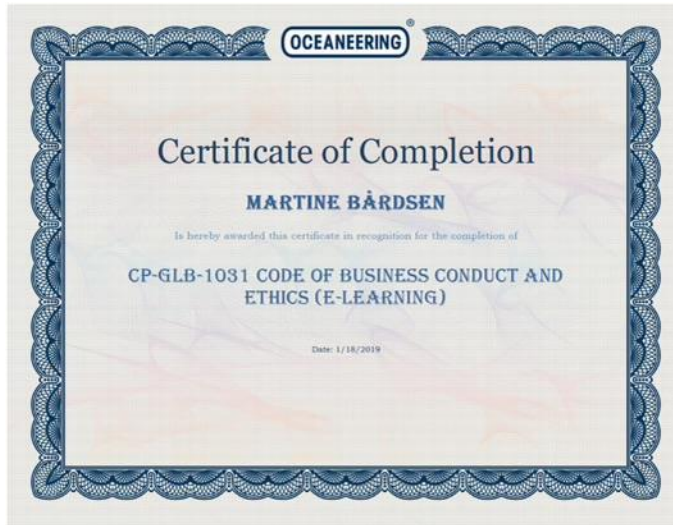 OCEANEERING®
Certificate of Completion
MARTINE BÅRDSEN
Is hereby awarded this certificate in recognition for the completion of
CP-GLB-1031 CODE OF BUSINESS CONDUCT AND
ETHICS (E-LEARNING)
Date: 1/18/2019